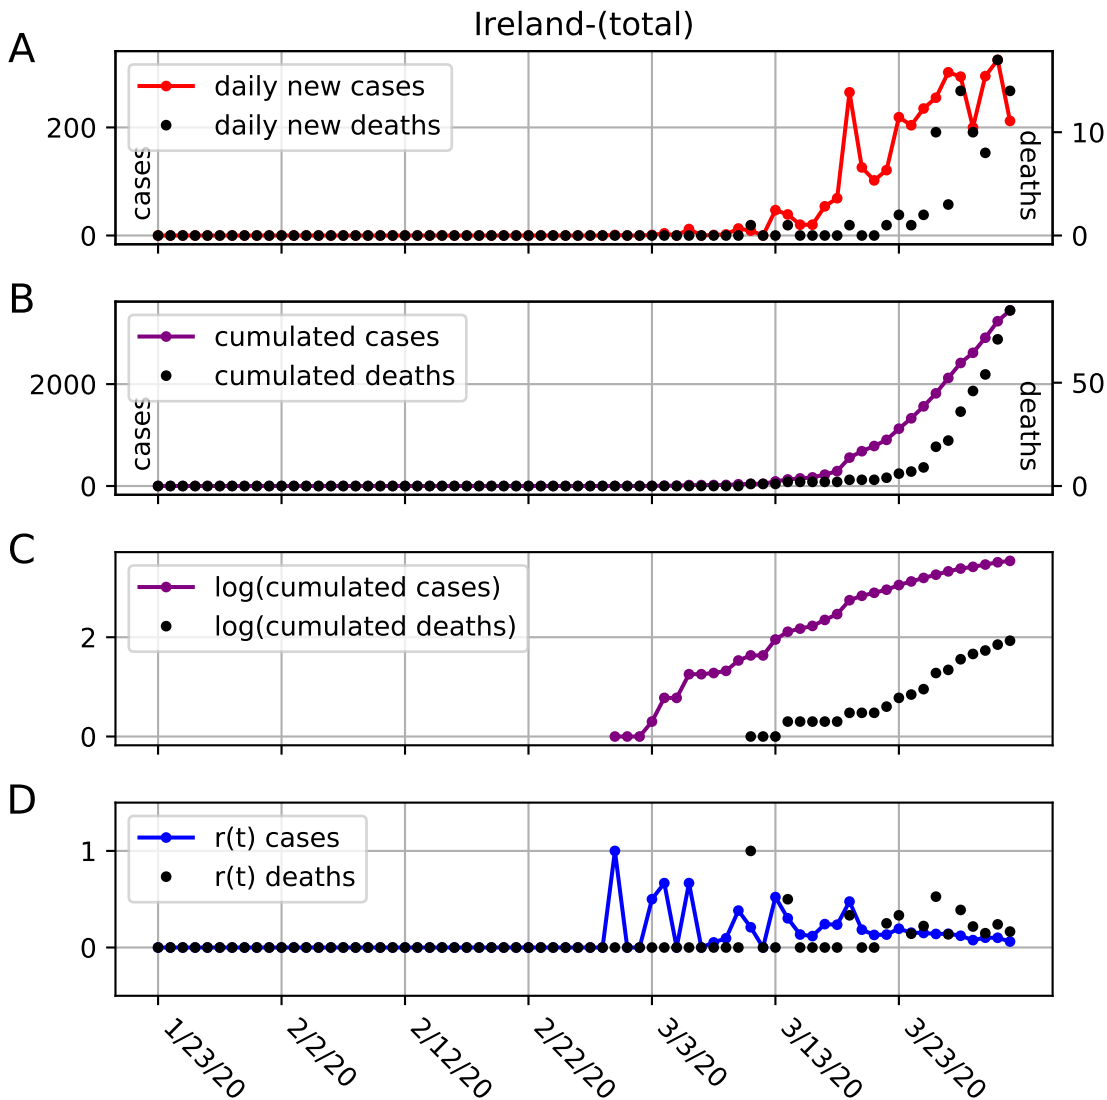 Ireland-(total)
A
daily new cases
daily new deaths
200
0
cases
10
0
deaths
B
cumulated cases
cumulated deaths
2000
0
cases
50
0
deaths
C
log(cumulated cases)
log(cumulated deaths)
2
0
D
r(t) cases
r(t) deaths
1
0
1/23/20
2/2/20
2/12/20
2/22/20
3/3/20
3/13/20
3/23/20